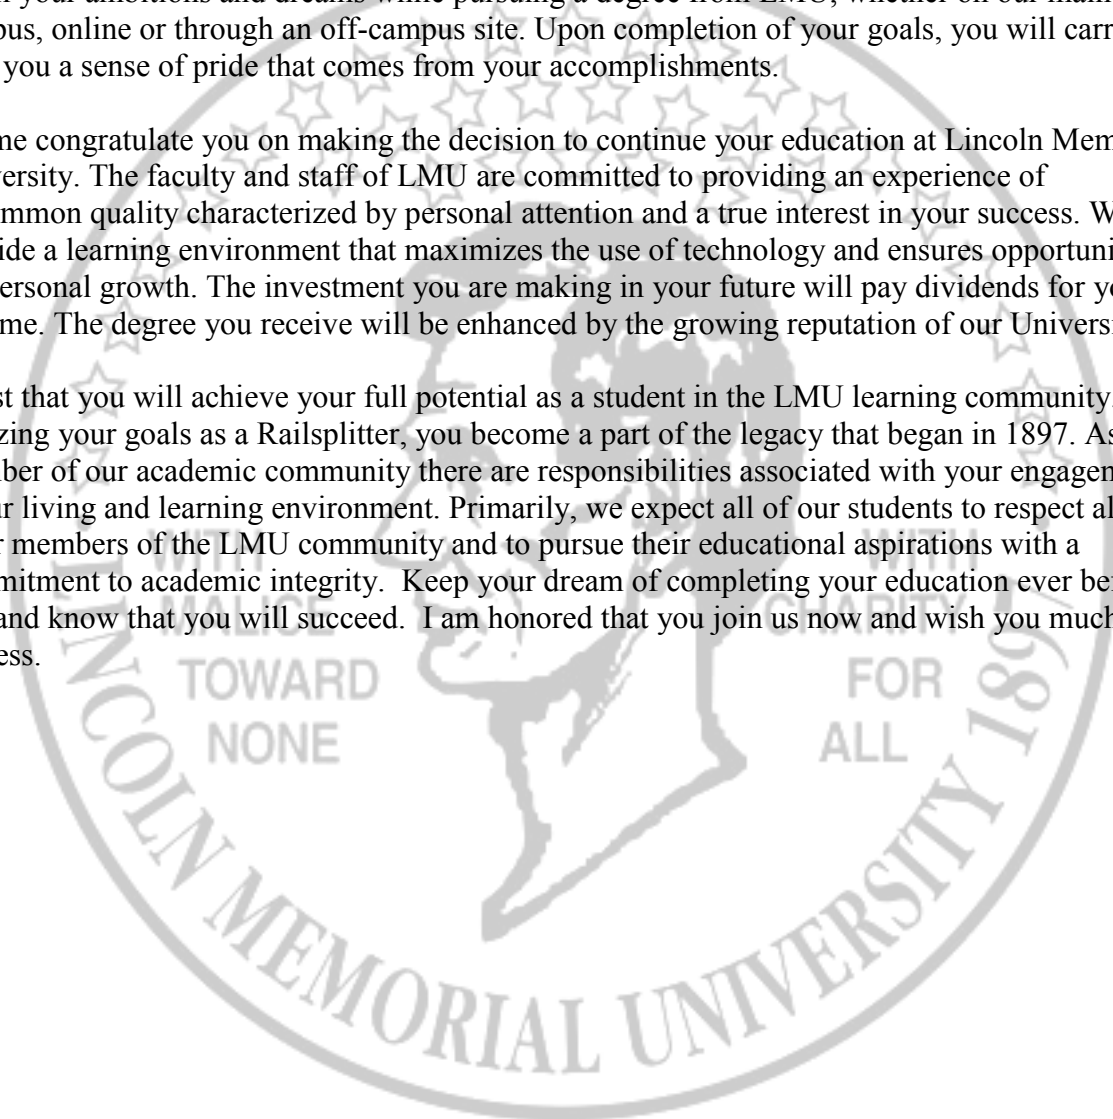 your ambitions and dreams while pursuing a degree from LMU, whether on our main
pus, online or through an off-campus site. Upon completion of your goals, you will carr
you a sense of pride that comes from your accomplishments.
me congratulate you on making the decision to continue your education at Lincoln Mem
versity. The faculty and staff of LMU are committed to providing an experience of
ommon quality characterized by personal attention and a true interest in your success. W
ide a learning environment that maximizes the use of technology and ensures opportuni
personal growth. The investment you are making in your future will pay dividends for yo
me. The degree you receive will be enhanced by the growing reputation of our Universi
st that you will achieve your full potential as a student in the LMU learning community.
zing your goals as a Railsplitter, you become a part of the legacy that began in 1897. As
ber of our academic community there are responsibilities associated with your engagem
ur living and learning environment. Primarily, we expect all of our students to respect al
r members of the LMU community and to pursue their educational aspirations with a
mitment to academic integrity.  Keep your dream of completing your education ever bef
and know that you will succeed.  I am honored that you join us now and wish you much
ess.
WITH
MALICE
TOWARD
NONE
WITH
CHARITY
FOR
ALL
LINCOLN MEMORIAL UNIVERSITY 1897